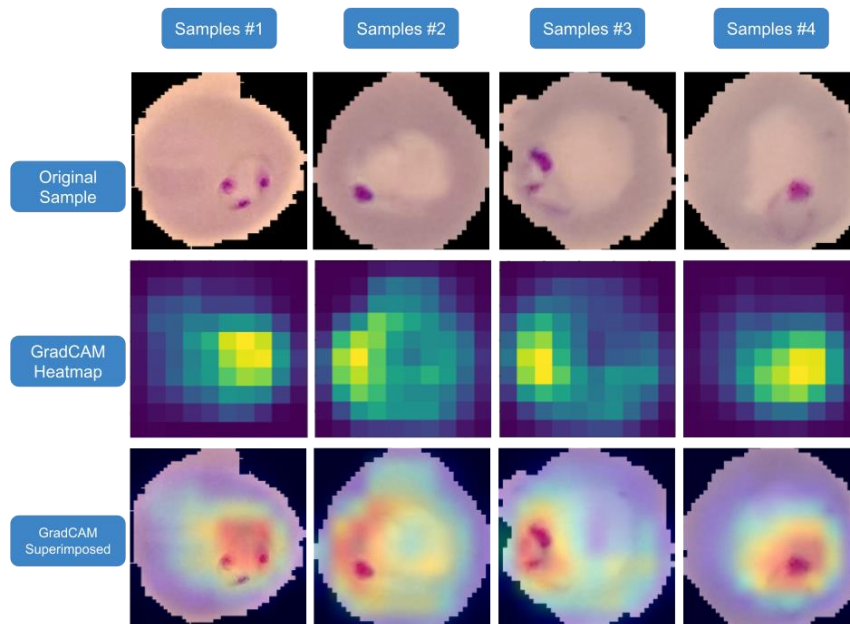 Samples #1
Samples #2
Samples #3
Samples #4
Original
Sample
GradCAM
Heatmap
GradCAM
Superimposed